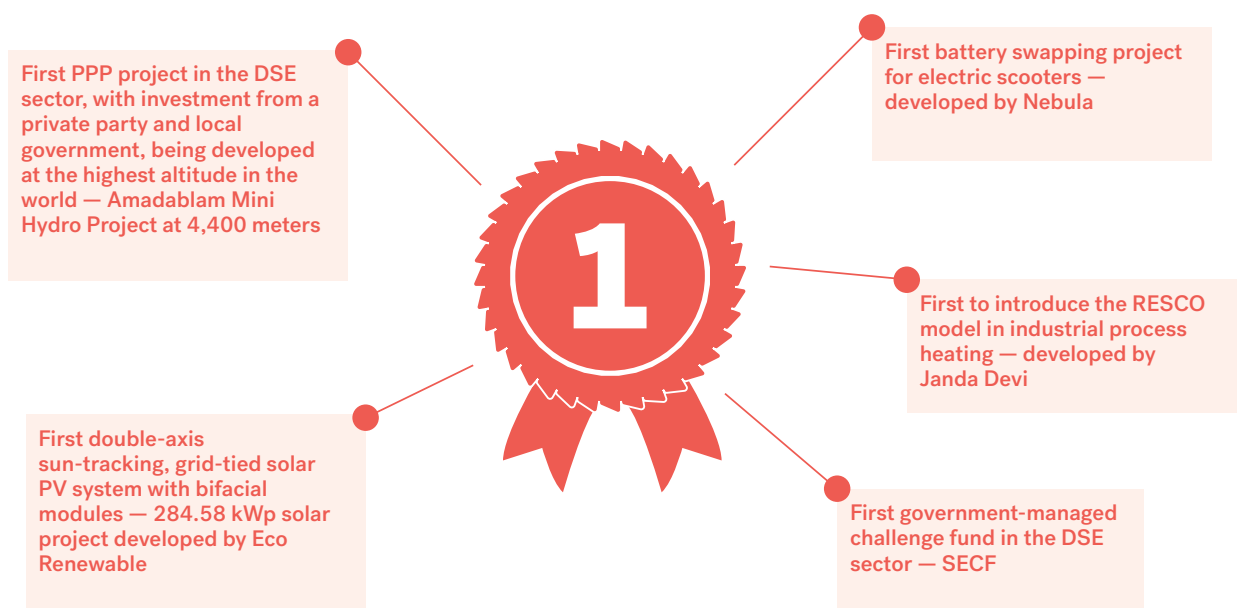 First PPP project in the DSE
sector, with investment from a
private party and local
government, being developed
at the highest altitude in the
world — Amadablam Mini
Hydro Project at 4,400 meters
First battery swapping project
for electric scooters —
developed by Nebula
1
First to introduce the RESCO
model in industrial process
heating — developed by
Janda Devi
First double-axis
sun-tracking, grid-tied solar
PV system with bifacial
modules — 284.58 kWp solar
project developed by Eco
Renewable
First government-managed
challenge fund in the DSE
sector — SECF